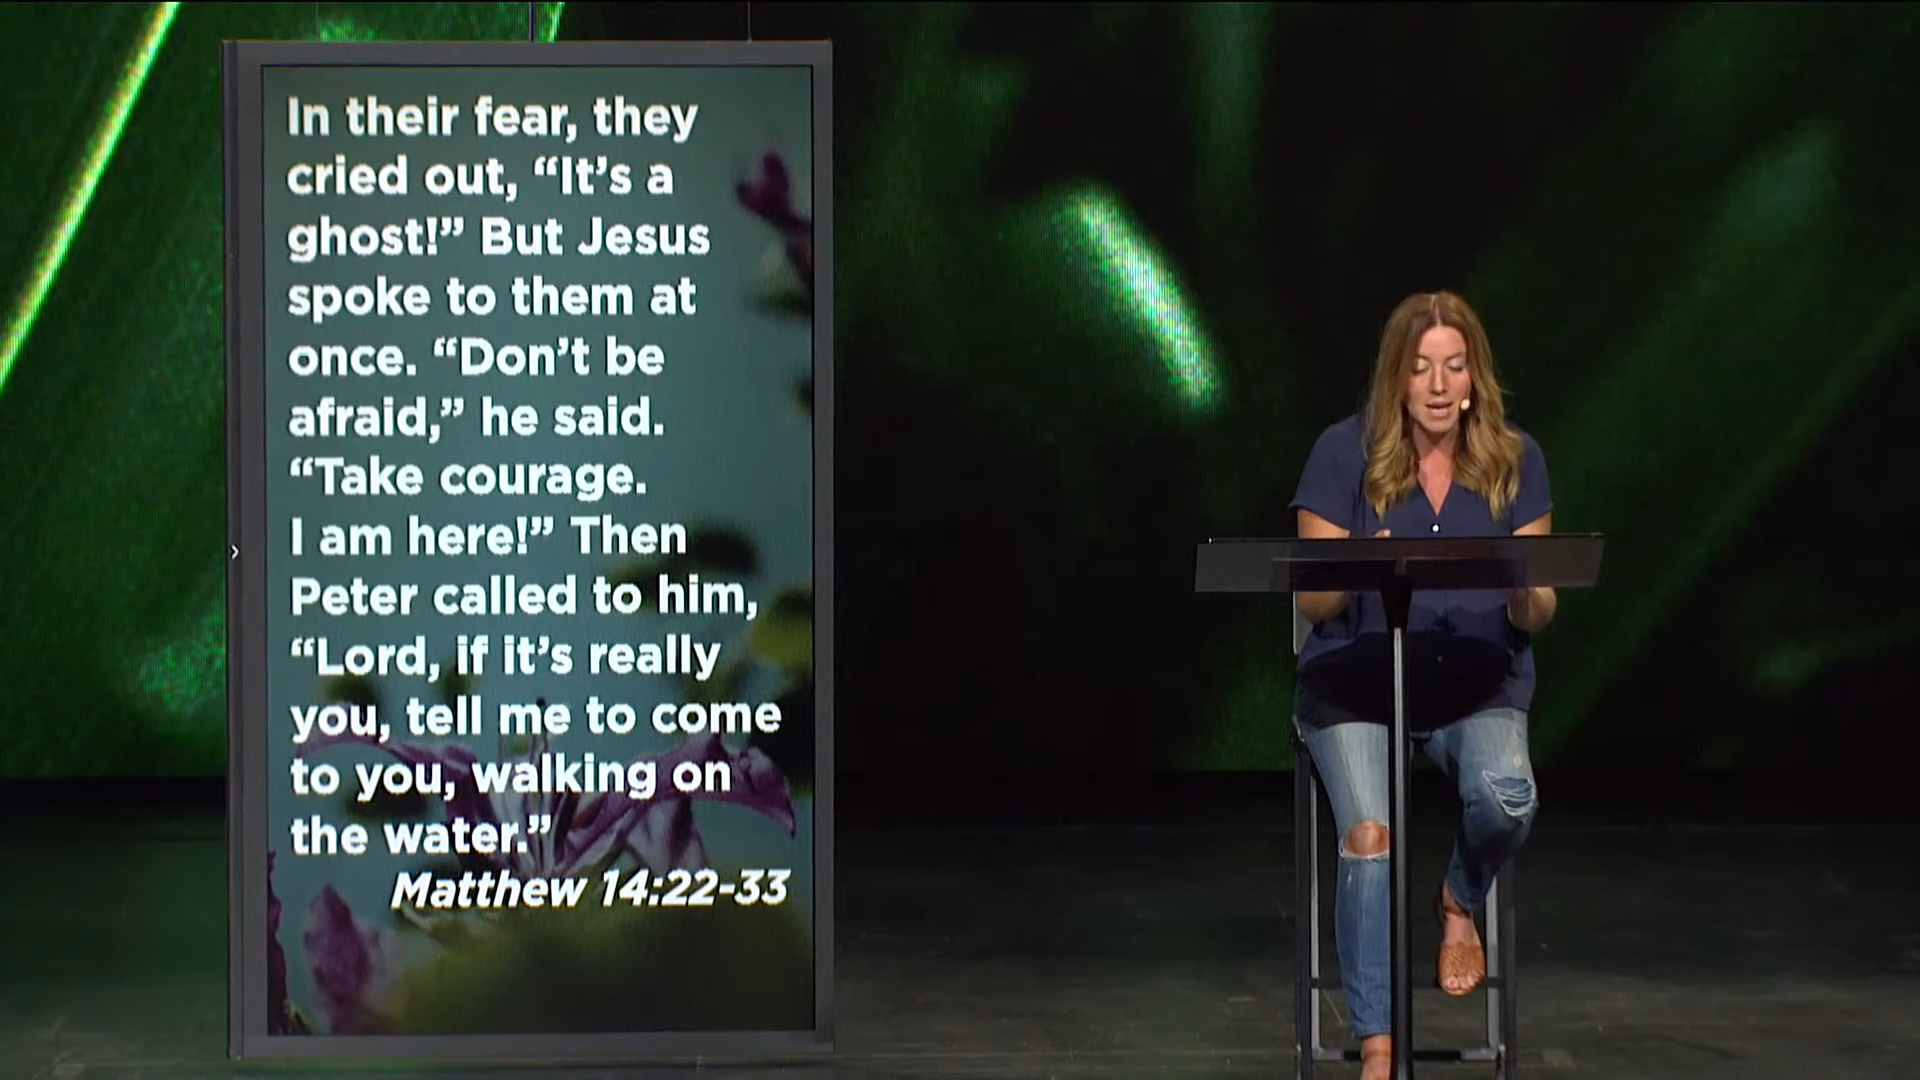 In their fear, they
cried out, “It’s a
ghost!” But Jesus
spoke to them at
once. “Don’t be
afraid,” he said.
“Take courage.
I am here!” Then
Peter called to him,
“Lord, if it’s really
you, tell me to come
to you, walking on
the water.”
Matthew 14:22-33